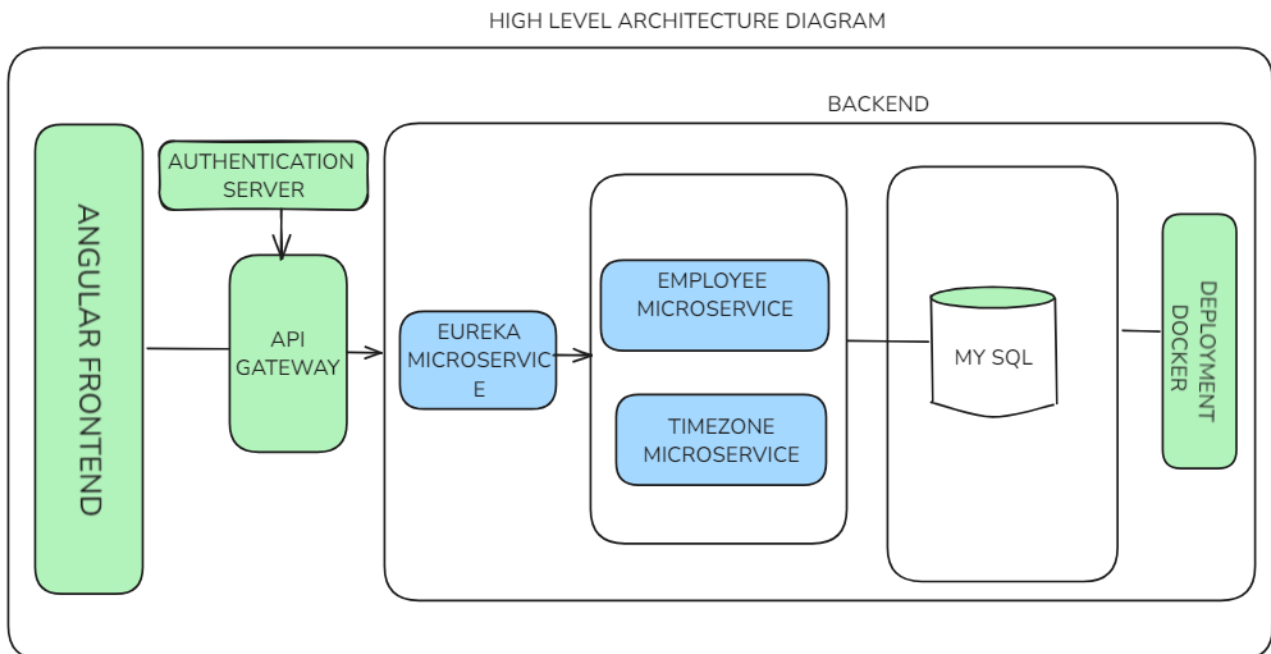 HIGH LEVEL ARCHITECTURE DIAGRAM
BACKEND
ANGULAR FRONTEND
AUTHENTICATION
SERVER
API
GATEWAY
EUREKA
MICROSERVIC
E
EMPLOYEE
MICROSERVICE
TIMEZONE
MICROSERVICE
MY SQL
DEPLOYMENT
DOCKER